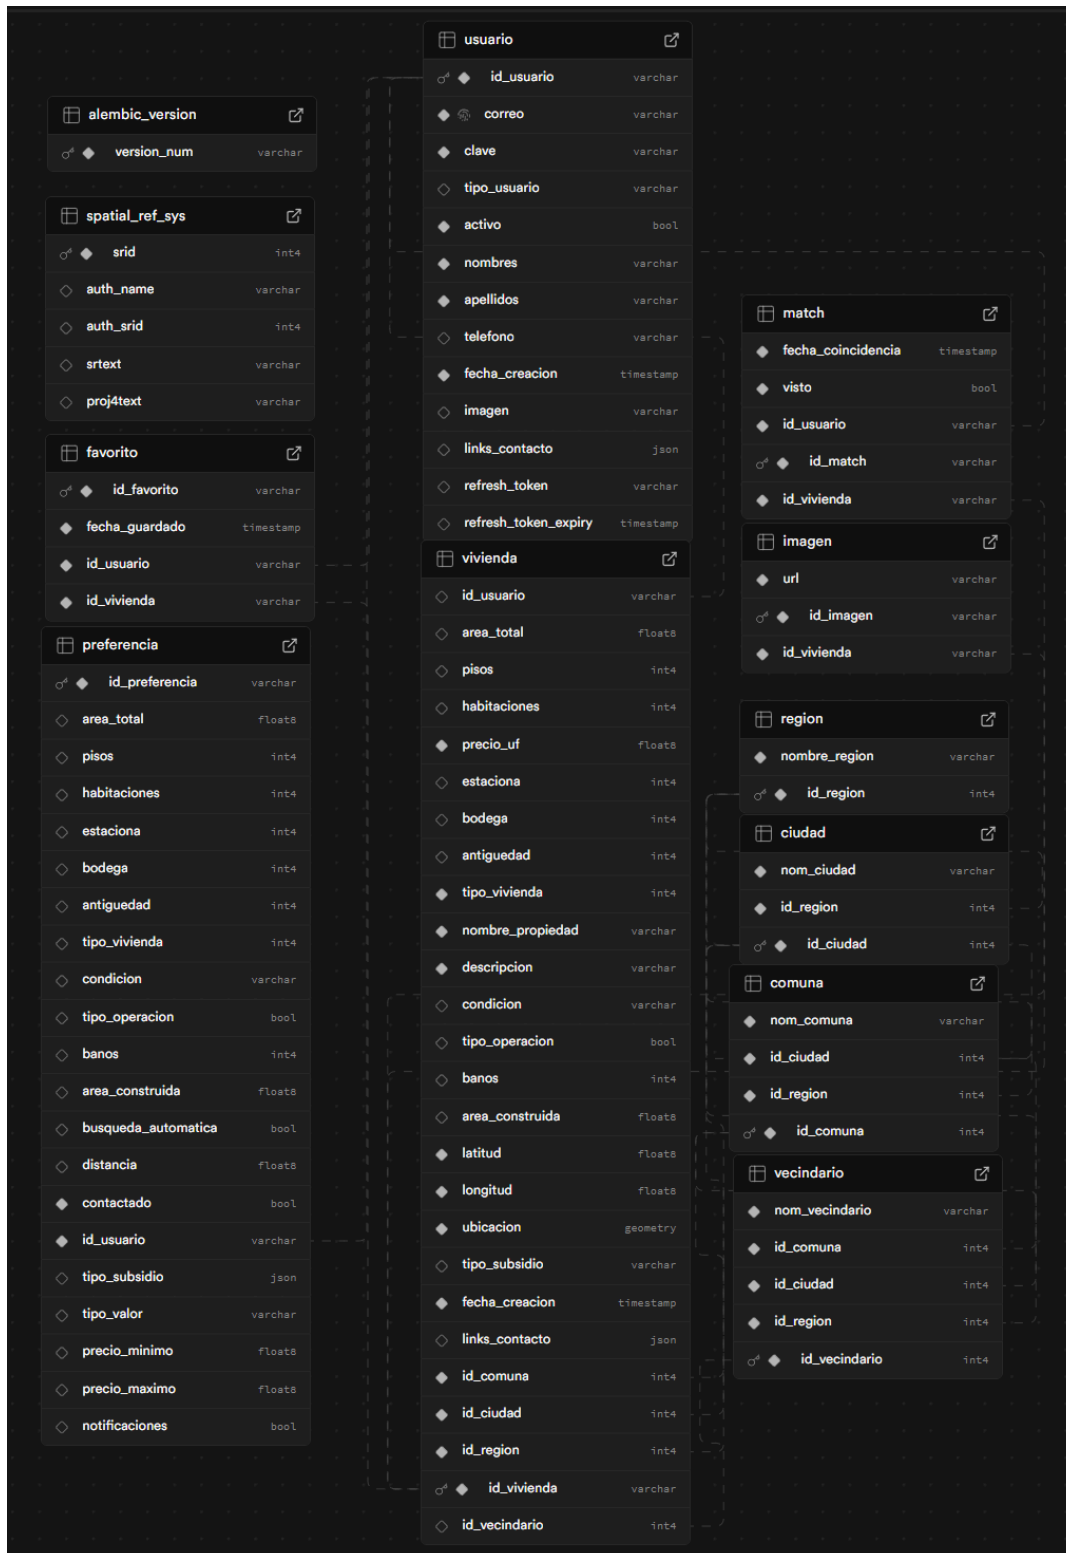 alembic_version
version_num varchar
spatial_ref_sys
srid int4
auth_name varchar
auth_srid int4
srtext varchar
proj4text varchar
favorito
id_favorito varchar
fecha_guardado timestamp
id_usuario varchar
id_vivienda varchar
preferencia
id_preferencia varchar
area_total float8
pisos int4
habitaciones int4
estaciona int4
bodega int4
antiguedad int4
tipo_vivienda int4
condicion varchar
tipo_operacion bool
banos int4
area_construida float8
busqueda_automatica bool
distancia float8
contactado bool
id_usuario varchar
tipo_subsidio json
tipo_valor varchar
precio_minimo float8
precio_maximo float8
notificaciones bool
usuario
id_usuario varchar
correo varchar
clave varchar
tipo_usuario varchar
activo bool
nombres varchar
apellidos varchar
telefono varchar
fecha_creacion timestamp
imagen varchar
links_contacto json
refresh_token varchar
refresh_token_expiry timestamp
vivienda
id_usuario varchar
area_total float8
pisos int4
habitaciones int4
precio_uf float8
estaciona int4
bodega int4
antiguedad int4
tipo_vivienda int4
nombre_propiedad varchar
descripcion varchar
condicion varchar
tipo_operacion bool
banos int4
area_construida float8
latitud float8
longitud float8
ubicacion geometry
tipo_subsidio varchar
fecha_creacion timestamp
links_contacto json
id_comuna int4
id_ciudad int4
id_region int4
id_vivienda varchar
id_vecindario int4
match
fecha_coincidencia timestamp
visto bool
id_usuario varchar
id_match varchar
id_vivienda varchar
imagen
url varchar
id_imagen varchar
id_vivienda varchar
region
nombre_region varchar
id_region int4
ciudad
nom_ciudad varchar
id_region int4
id_ciudad int4
comuna
nom_comuna varchar
id_ciudad int4
id_region int4
id_comuna int4
vecindario
nom_vecindario varchar
id_comuna int4
id_ciudad int4
id_region int4
id_vecindario int4